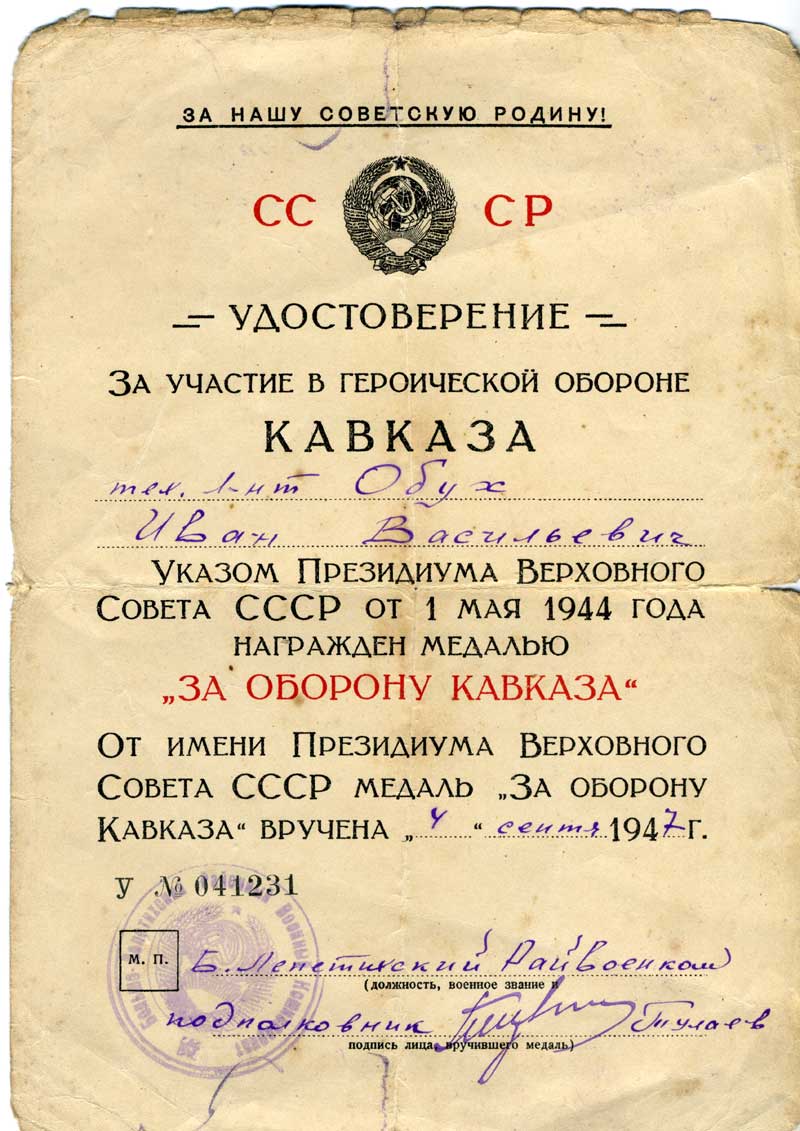 ЗА НАШУ СОВЕТСКУЮ РОДИНУ!
СС СР
УДОСТОВЕРЕНИЕ
ЗА УЧАСТИЕ В ГЕРОИЧЕСКОЙ ОБОРОНЕ
КАВКАЗА
тех. л-нт Обух
Иван Васильевич
УКАЗОМ ПРЕЗИДИУМА ВЕРХОВНОГО
СОВЕТА СССР ОТ 1 МАЯ 1944 ГОДА
НАГРАЖДЕН МЕДАЛЬЮ
„ЗА ОБОРОНУ КАВКАЗА“
ОТ ИМЕНИ ПРЕЗИДИУМА ВЕРХОВНОГО
СОВЕТА СССР МЕДАЛЬ „ЗА ОБОРОНУ
КАВКАЗА“ ВРУЧЕНА „4“ сентя 1947 Г.
У № 041231
М. П.
Б. Лепетихский Райвоенком
(должность, военное звание и
подполковник Тулаев
подпись лица, вручившего медаль)